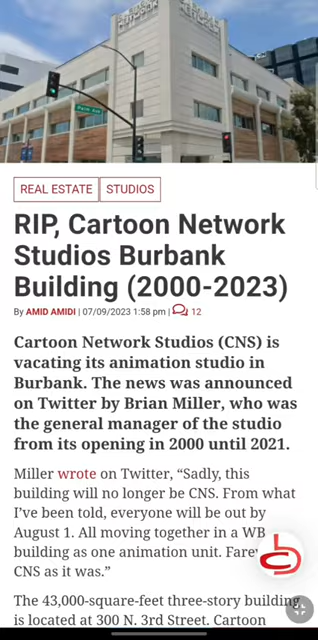 CARTOON NETWORK
Palm Ave
REAL ESTATE
STUDIOS
RIP, Cartoon Network
Studios Burbank
Building (2000-2023)
By AMID AMIDI | 07/09/2023 1:58 pm | 12
Cartoon Network Studios (CNS) is
vacating its animation studio in
Burbank. The news was announced
on Twitter by Brian Miller, who was
the general manager of the studio
from its opening in 2000 until 2021.
Miller wrote on Twitter, “Sadly, this
building will no longer be CNS. From what
I’ve been told, everyone will be out by
August 1. All moving together in a WB
building as one animation unit.
CNS as it was.”
The 43,000-square-feet three-story building
is located at 300 N. 3rd Street. Cartoon